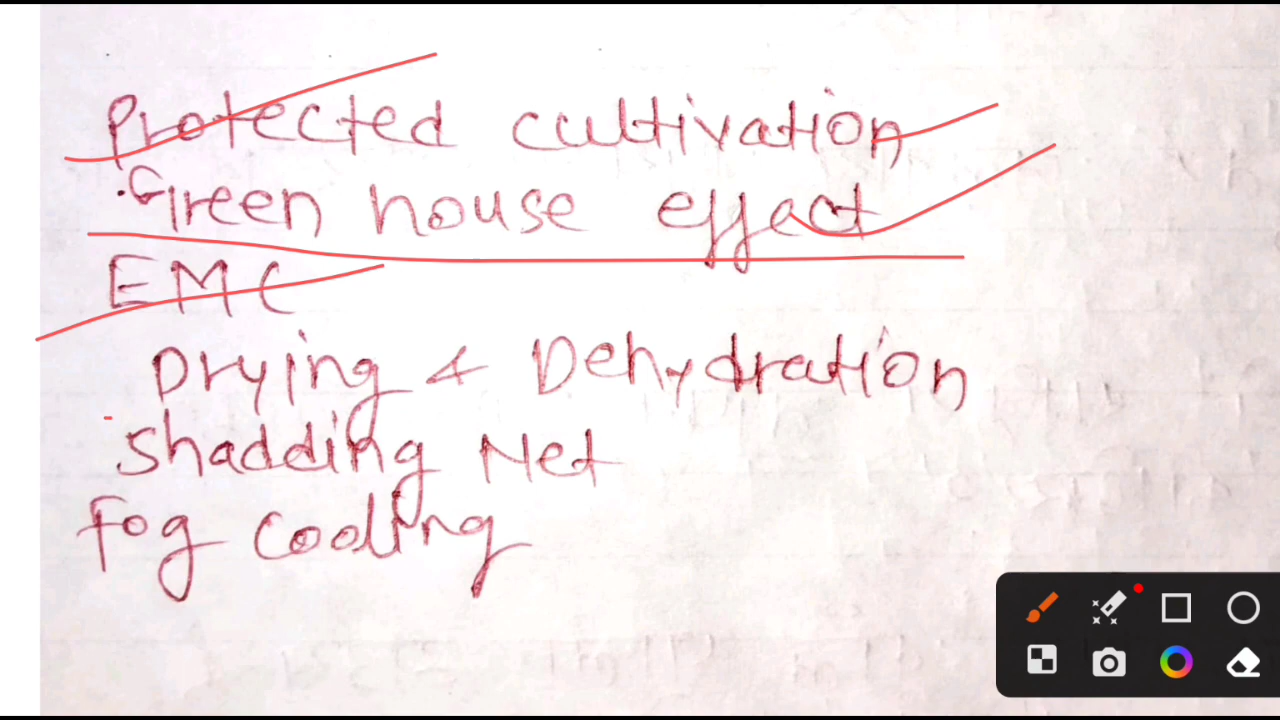 Protected cultivation
Green house effect
EMC
Drying & Dehydration
Shadding Net
Fog Cooling